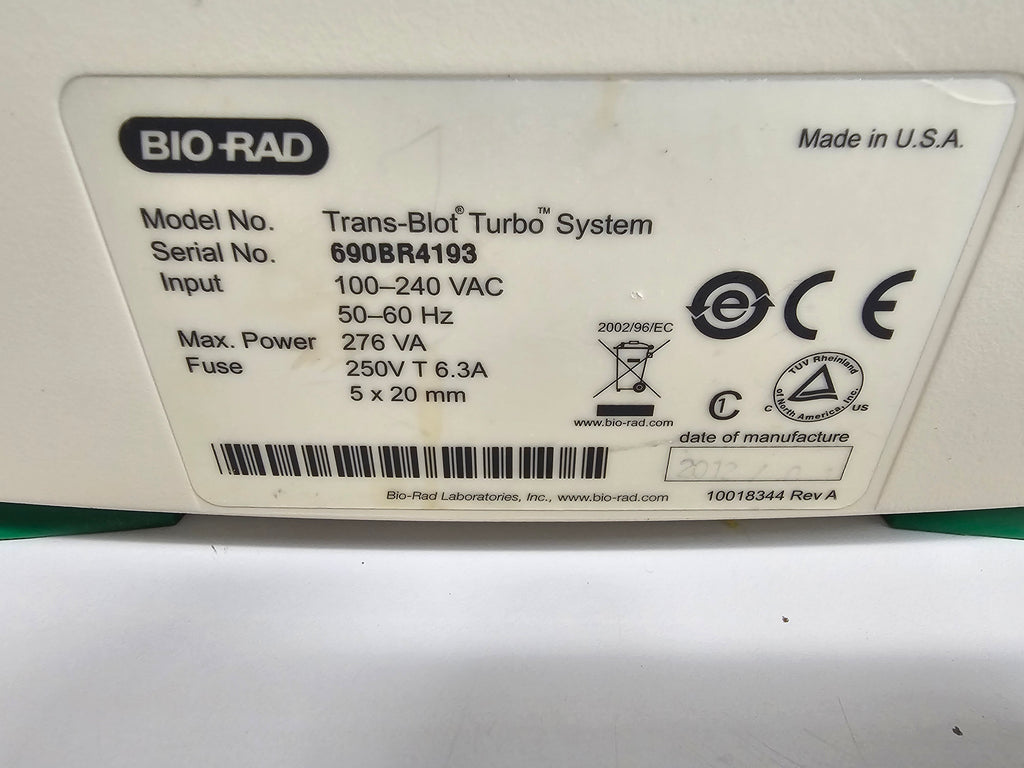 BIO-RAD
Made in U.S.A.
Model No. Trans-Blot® Turbo™ System
Serial No. 690BR4193
Input 100–240 VAC
50–60 Hz
Max. Power 276 VA
Fuse 250V T 6.3A
5 x 20 mm
2002/96/EC
www.bio-rad.com
e
CE
1
TUV Rheinland
of North America, Inc.
C US
date of manufacture
Bio-Rad Laboratories, Inc., www.bio-rad.com
10018344 Rev A